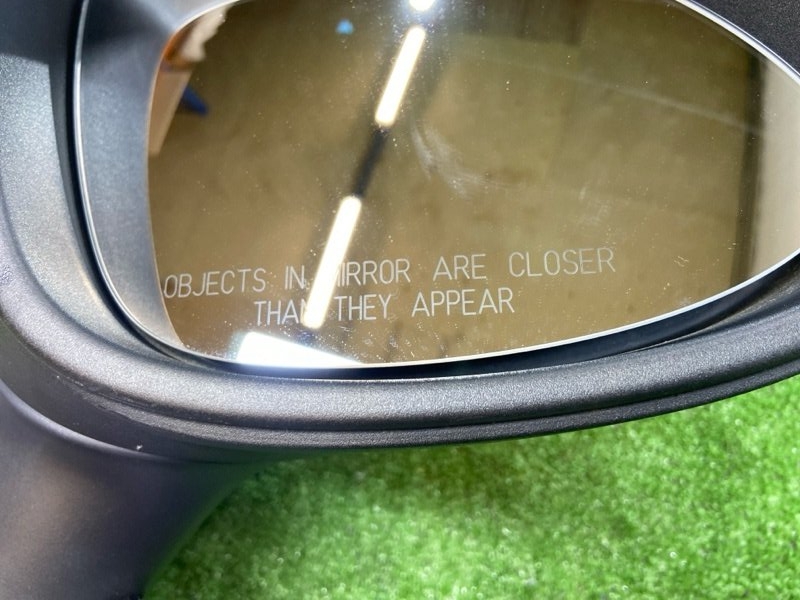 OBJECTS IN MIRROR ARE CLOSER
THAN THEY APPEAR